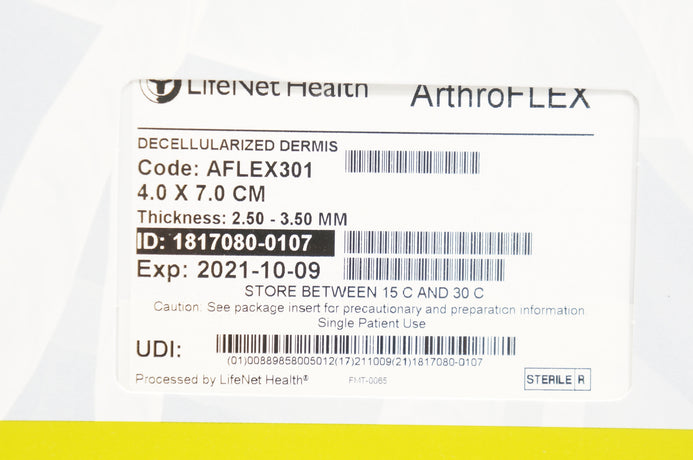 LifeNet Health ArthroFLEX
DECELLULARIZED DERMIS
Code: AFLEX301
4.0 X 7.0 CM
Thickness: 2.50 - 3.50 MM
ID: 1817080-0107
Exp: 2021-10-09
STORE BETWEEN 15 C AND 30 C
Caution: See package insert for precautionary and preparation information.
Single Patient Use
UDI:
(01)00889858005012(17)211009(21)1817080-0107
Processed by LifeNet Health®
FMT-0065
STERILE R